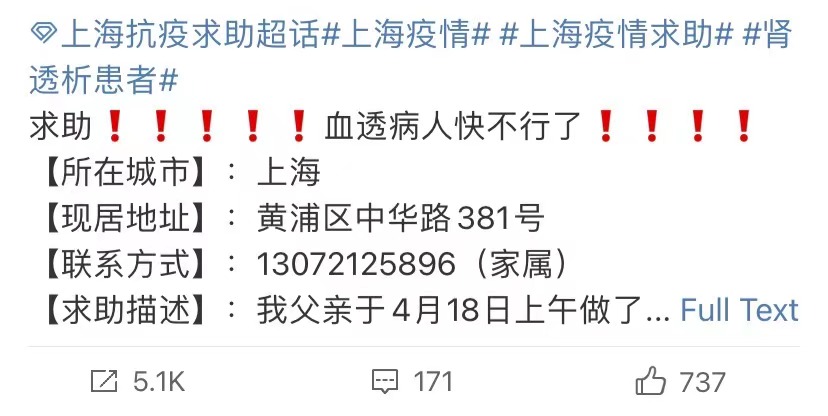 上海抗疫求助超话#上海疫情# #上海疫情求助# #肾
透析患者#
求助❗❗❗❗❗血透病人快不行了❗❗❗❗
【所在城市】：上海
【现居地址】：黄浦区中华路381号
【联系方式】：13072125896（家属）
【求助描述】：我父亲于4月18日上午做了... Full Text
5.1K 171 737